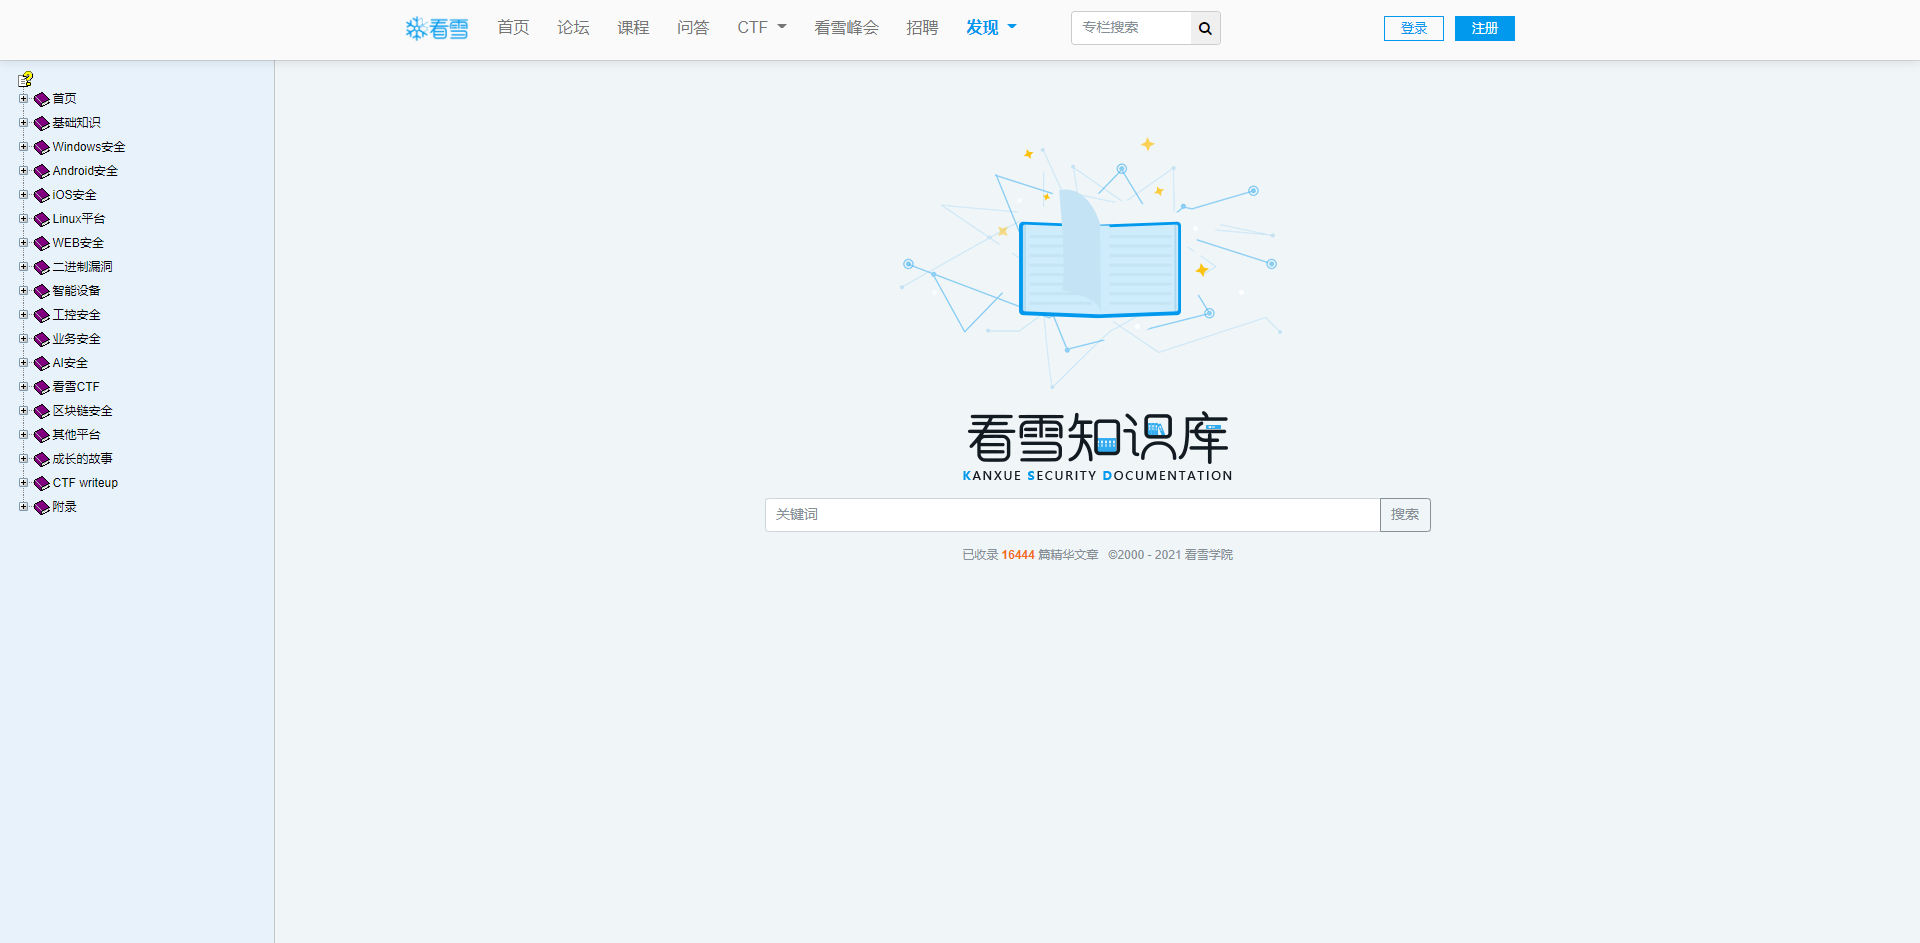 看雪 首页 论坛 课程 问答 CTF 看雪峰会 招聘 发现 专栏搜索 登录 注册
首页
基础知识
Windows安全
Android安全
iOS安全
Linux平台
WEB安全
二进制漏洞
智能设备
工控安全
业务安全
AI安全
看雪CTF
区块链安全
其他平台
成长的故事
CTF writeup
附录
看雪知识库
KANXUE SECURITY DOCUMENTATION
关键词 搜索
已收录 16444 篇精华文章 ©2000 - 2021 看雪学院